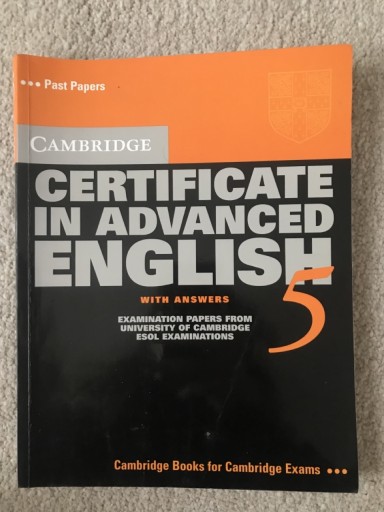 ••• Past Papers
CAMBRIDGE
CERTIFICATE
IN ADVANCED
ENGLISH
5
WITH ANSWERS
EXAMINATION PAPERS FROM
UNIVERSITY OF CAMBRIDGE
ESOL EXAMINATIONS
Cambridge Books for Cambridge Exams •••